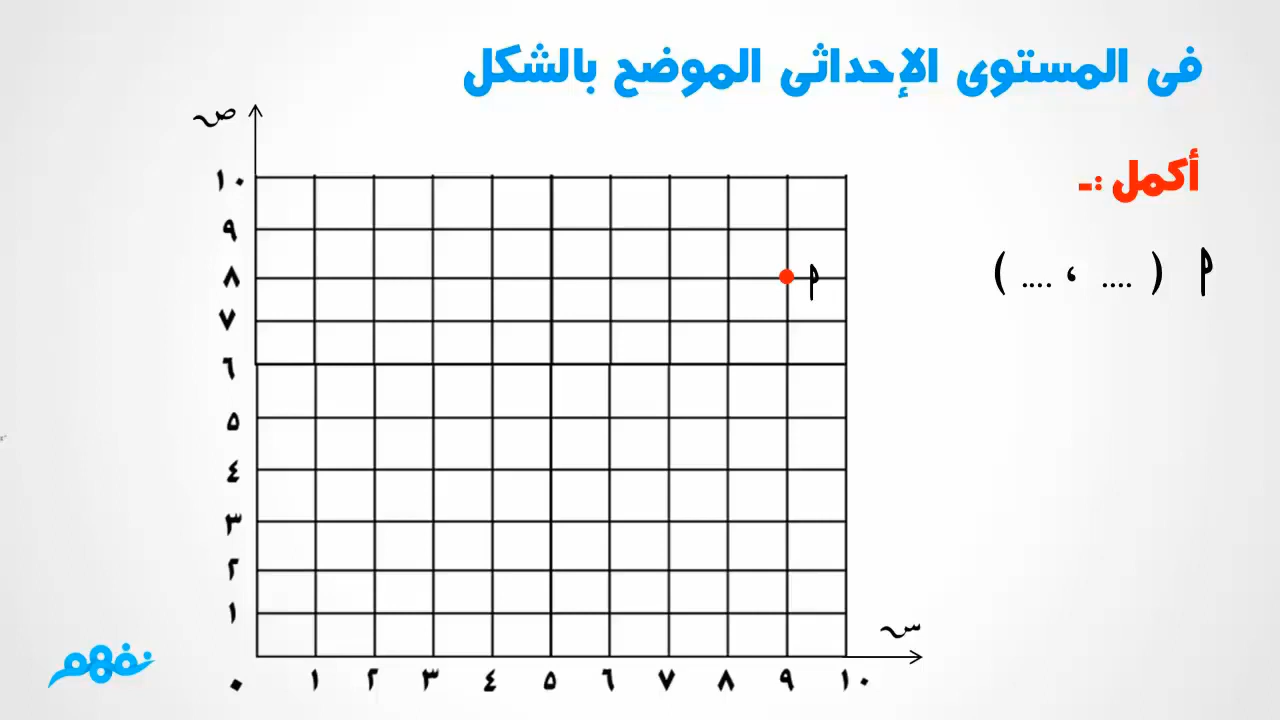 فى المستوى الإحداثى الموضح بالشكل
أكمل :-
م ( .... ، .... )
ص
١٠
٩
٨ م
٧
٦
٥
٤
٣
٢
١
س
٠ ١ ٢ ٣ ٤ ٥ ٦ ٧ ٨ ٩ ١٠
نفهم